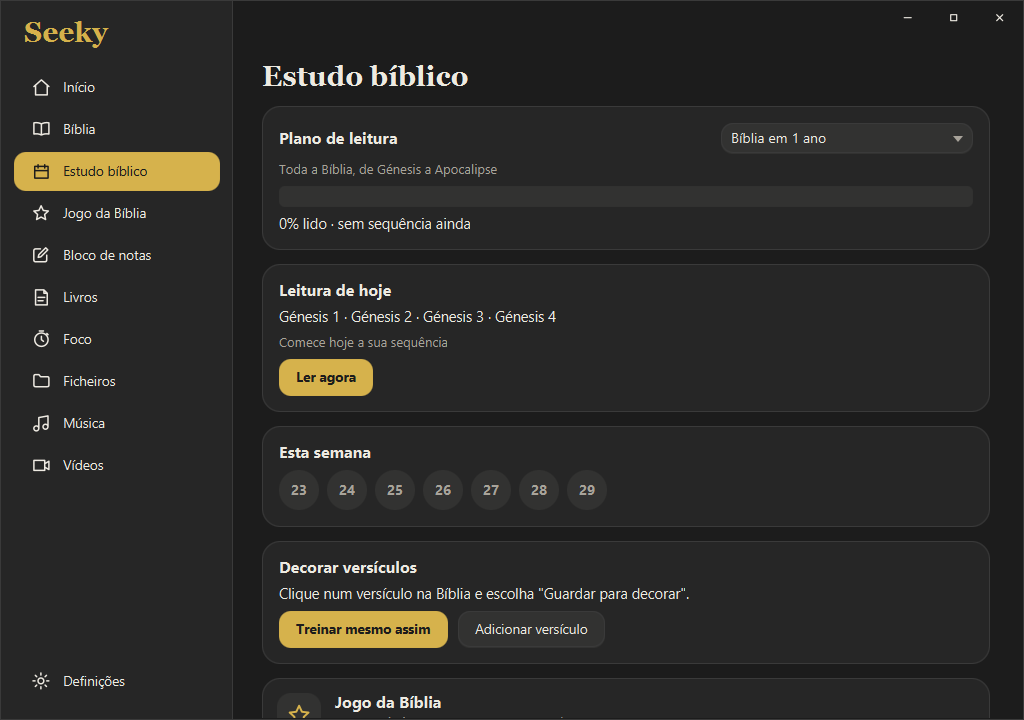 Seeky
Início
Bíblia
Estudo bíblico
Jogo da Bíblia
Bloco de notas
Livros
Foco
Ficheiros
Música
Vídeos
Definições
Estudo bíblico
Plano de leitura
Bíblia em 1 ano
Toda a Bíblia, de Génesis a Apocalipse
0% lido · sem sequência ainda
Leitura de hoje
Génesis 1 · Génesis 2 · Génesis 3 · Génesis 4
Comece hoje a sua sequência
Ler agora
Esta semana
23 24 25 26 27 28 29
Decorar versículos
Clique num versículo na Bíblia e escolha "Guardar para decorar".
Treinar mesmo assim
Adicionar versículo
Jogo da Bíblia